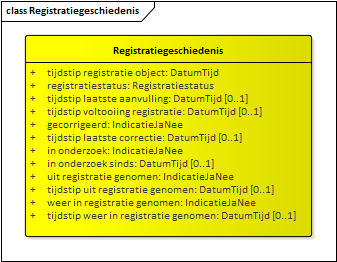 class Registratiegeschiedenis
Registratiegeschiedenis
+ tijdstip registratie object: DatumTijd
+ registratiestatus: Registratiestatus
+ tijdstip laatste aanvulling: DatumTijd [0..1]
+ tijdstip voltooiing registratie: DatumTijd [0..1]
+ gecorrigeerd: IndicatieJaNee
+ tijdstip laatste correctie: DatumTijd [0..1]
+ in onderzoek: IndicatieJaNee
+ in onderzoek sinds: DatumTijd [0..1]
+ uit registratie genomen: IndicatieJaNee
+ tijdstip uit registratie genomen: DatumTijd [0..1]
+ weer in registratie genomen: IndicatieJaNee
+ tijdstip weer in registratie genomen: DatumTijd [0..1]